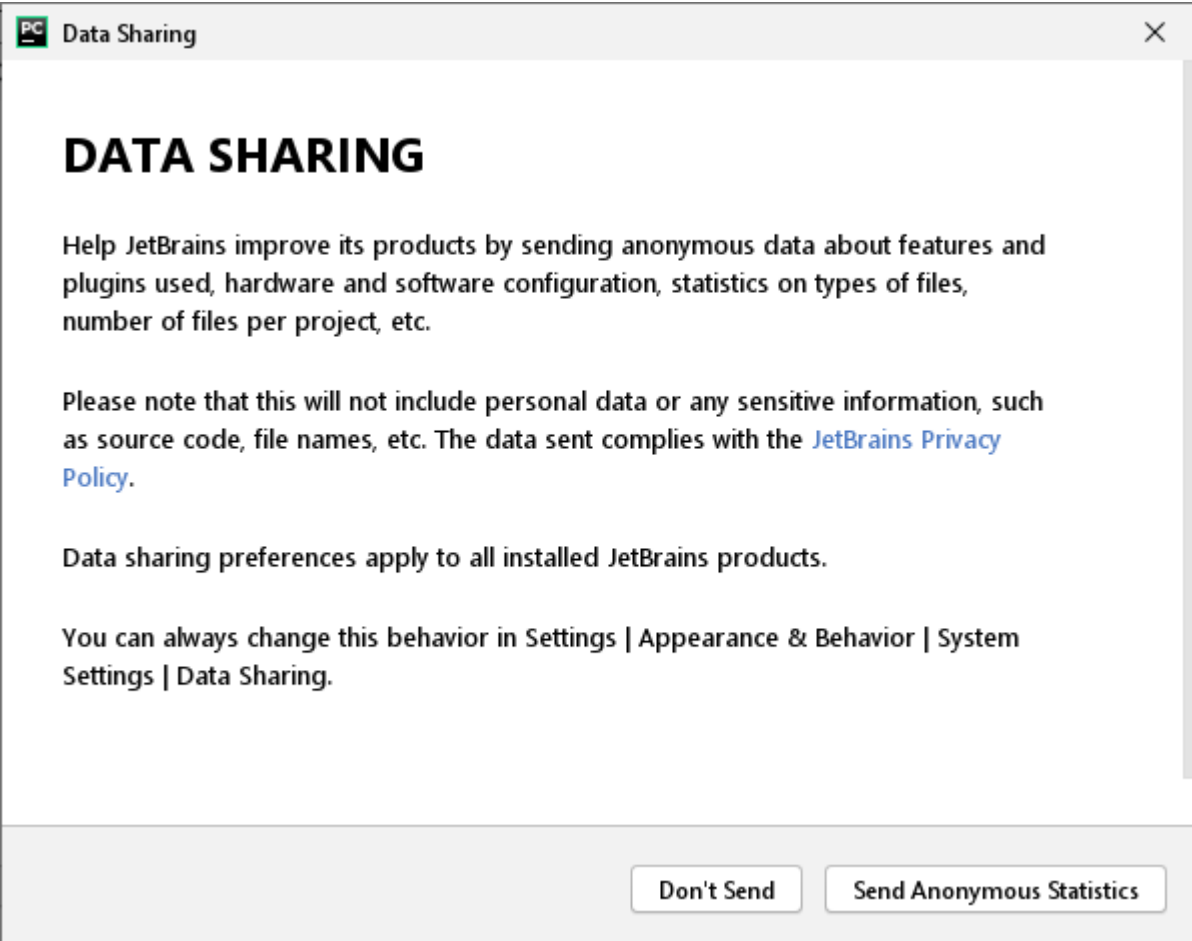 PC Data Sharing
DATA SHARING
Help JetBrains improve its products by sending anonymous data about features and
plugins used, hardware and software configuration, statistics on types of files,
number of files per project, etc.
Please note that this will not include personal data or any sensitive information, such
as source code, file names, etc. The data sent complies with the JetBrains Privacy
Policy.
Data sharing preferences apply to all installed JetBrains products.
You can always change this behavior in Settings | Appearance & Behavior | System
Settings | Data Sharing.
Don't Send Send Anonymous Statistics